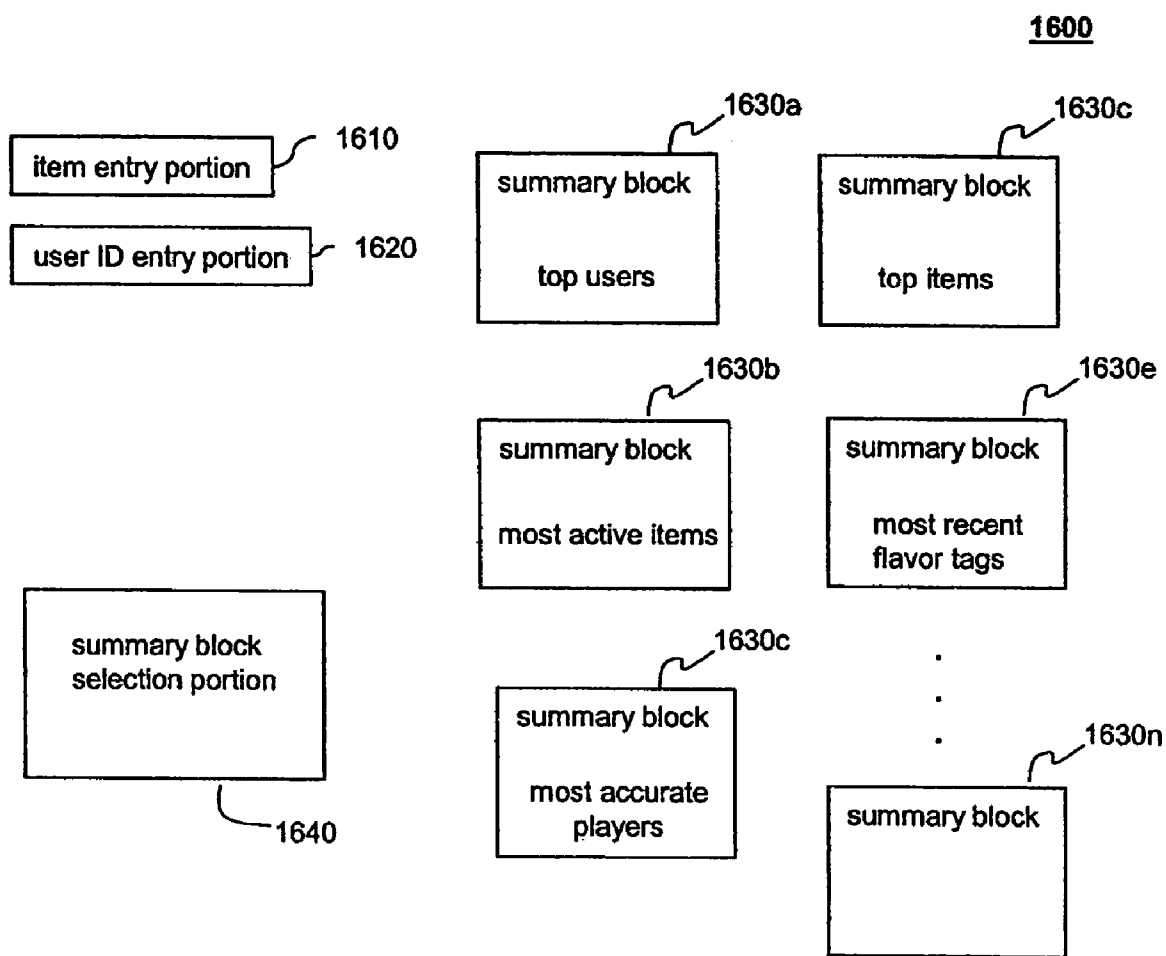 1600
1630a
1630c
item entry portion
1610
summary block
summary block
user ID entry portion
1620
top users
top items
1630b
1630e
summary block
summary block
most active items
most recent
flavor tags
summary block
selection portion
1640
1630c
summary block
most accurate
players
.
.
.
1630n
summary block